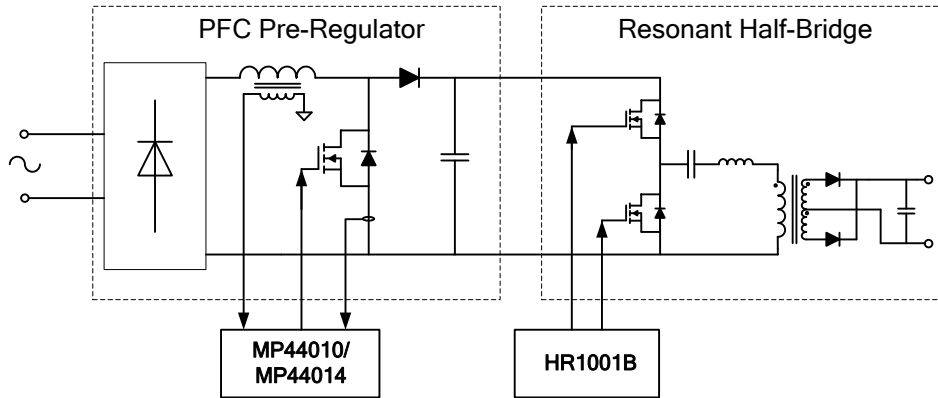 PFC Pre-Regulator
Resonant Half-Bridge
MP44010/
MP44014
HR1001B